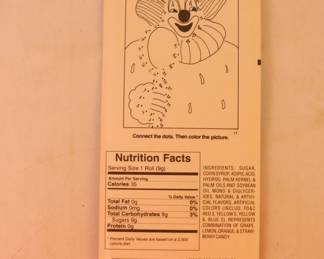 Connect the dots. Then color the picture.
Nutrition Facts
Serving Size 1 Roll (9g)
Amount Per Serving
Calories 35
% Daily Value*
Total Fat 0g 0%
Sodium 0mg 0%
Total Carbohydrates 9g 3%
Sugars 9g
Protein 0g
* Percent Daily Values are based on a 2,000
calorie diet.
INGREDIENTS: SUGAR,
CORN SYRUP, ADIPIC ACID,
HYDROG. PALM KERNEL &
PALM OILS AND SOYBEAN
OIL, MONO & DIGLYCER-
IDES, NATURAL & ARTIFI-
CIAL FLAVORS, ARTIFICIAL
COLORS (INCLUD. FD&C
RED 3, YELLOW 5, YELLOW
& BLUE 2). REPRESENTS
COMBINATION OF GRAPE,
LEMON, ORANGE, & STRAW-
BERRY CANDY.